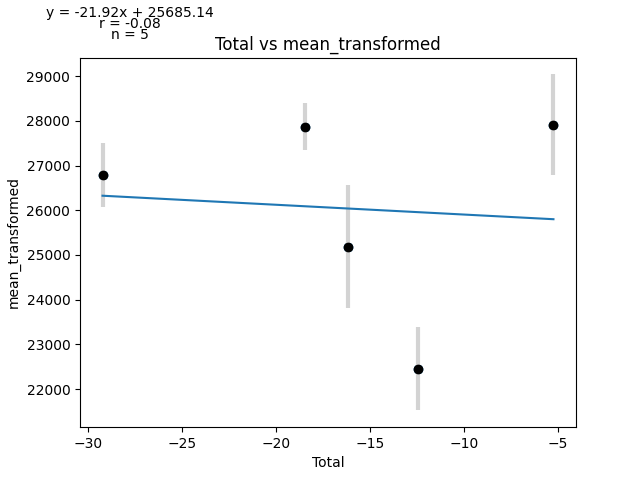 y = -21.92x + 25685.14
r = -0.08
n = 5
Total vs mean_transformed
29000
28000
27000
26000
25000
24000
23000
22000
mean_transformed
−30
−25
−20
−15
−10
−5
Total